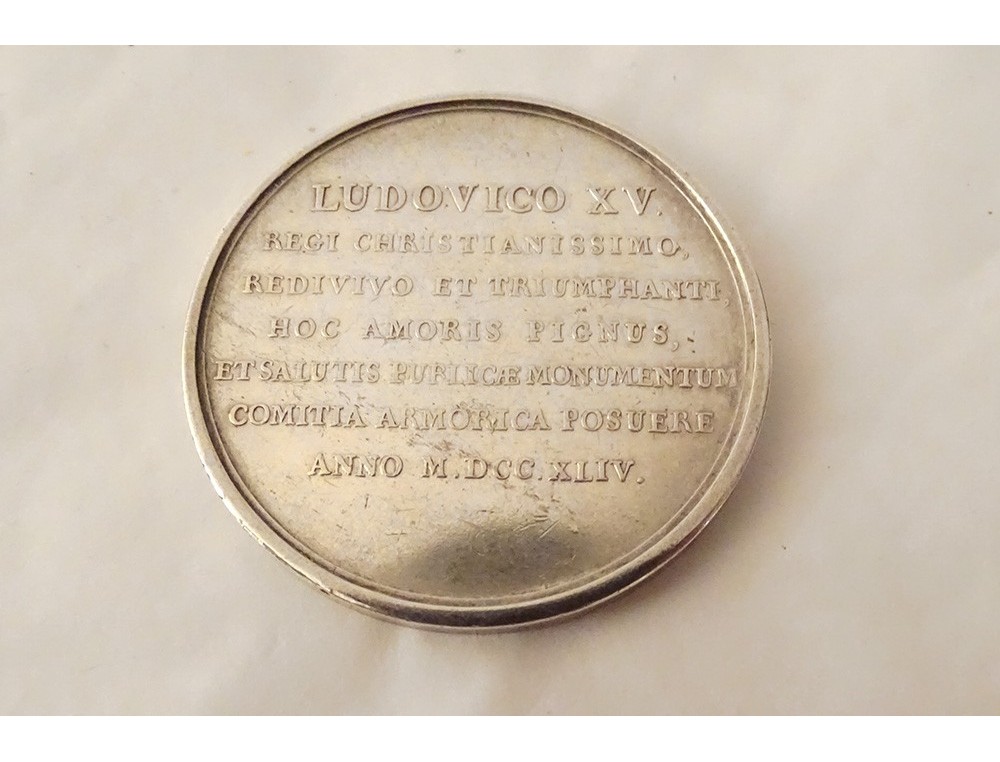 LUDOVICO XV.
REGI CHRISTIANISSIMO,
REDIVIVO ET TRIUMPHANTI,
HOC AMORIS PIGNUS,
ET SALUTIS PUBLICÆ MONUMENTUM
COMITIA ARMORICA POSUERE
ANNO M.DCC.XLIV.